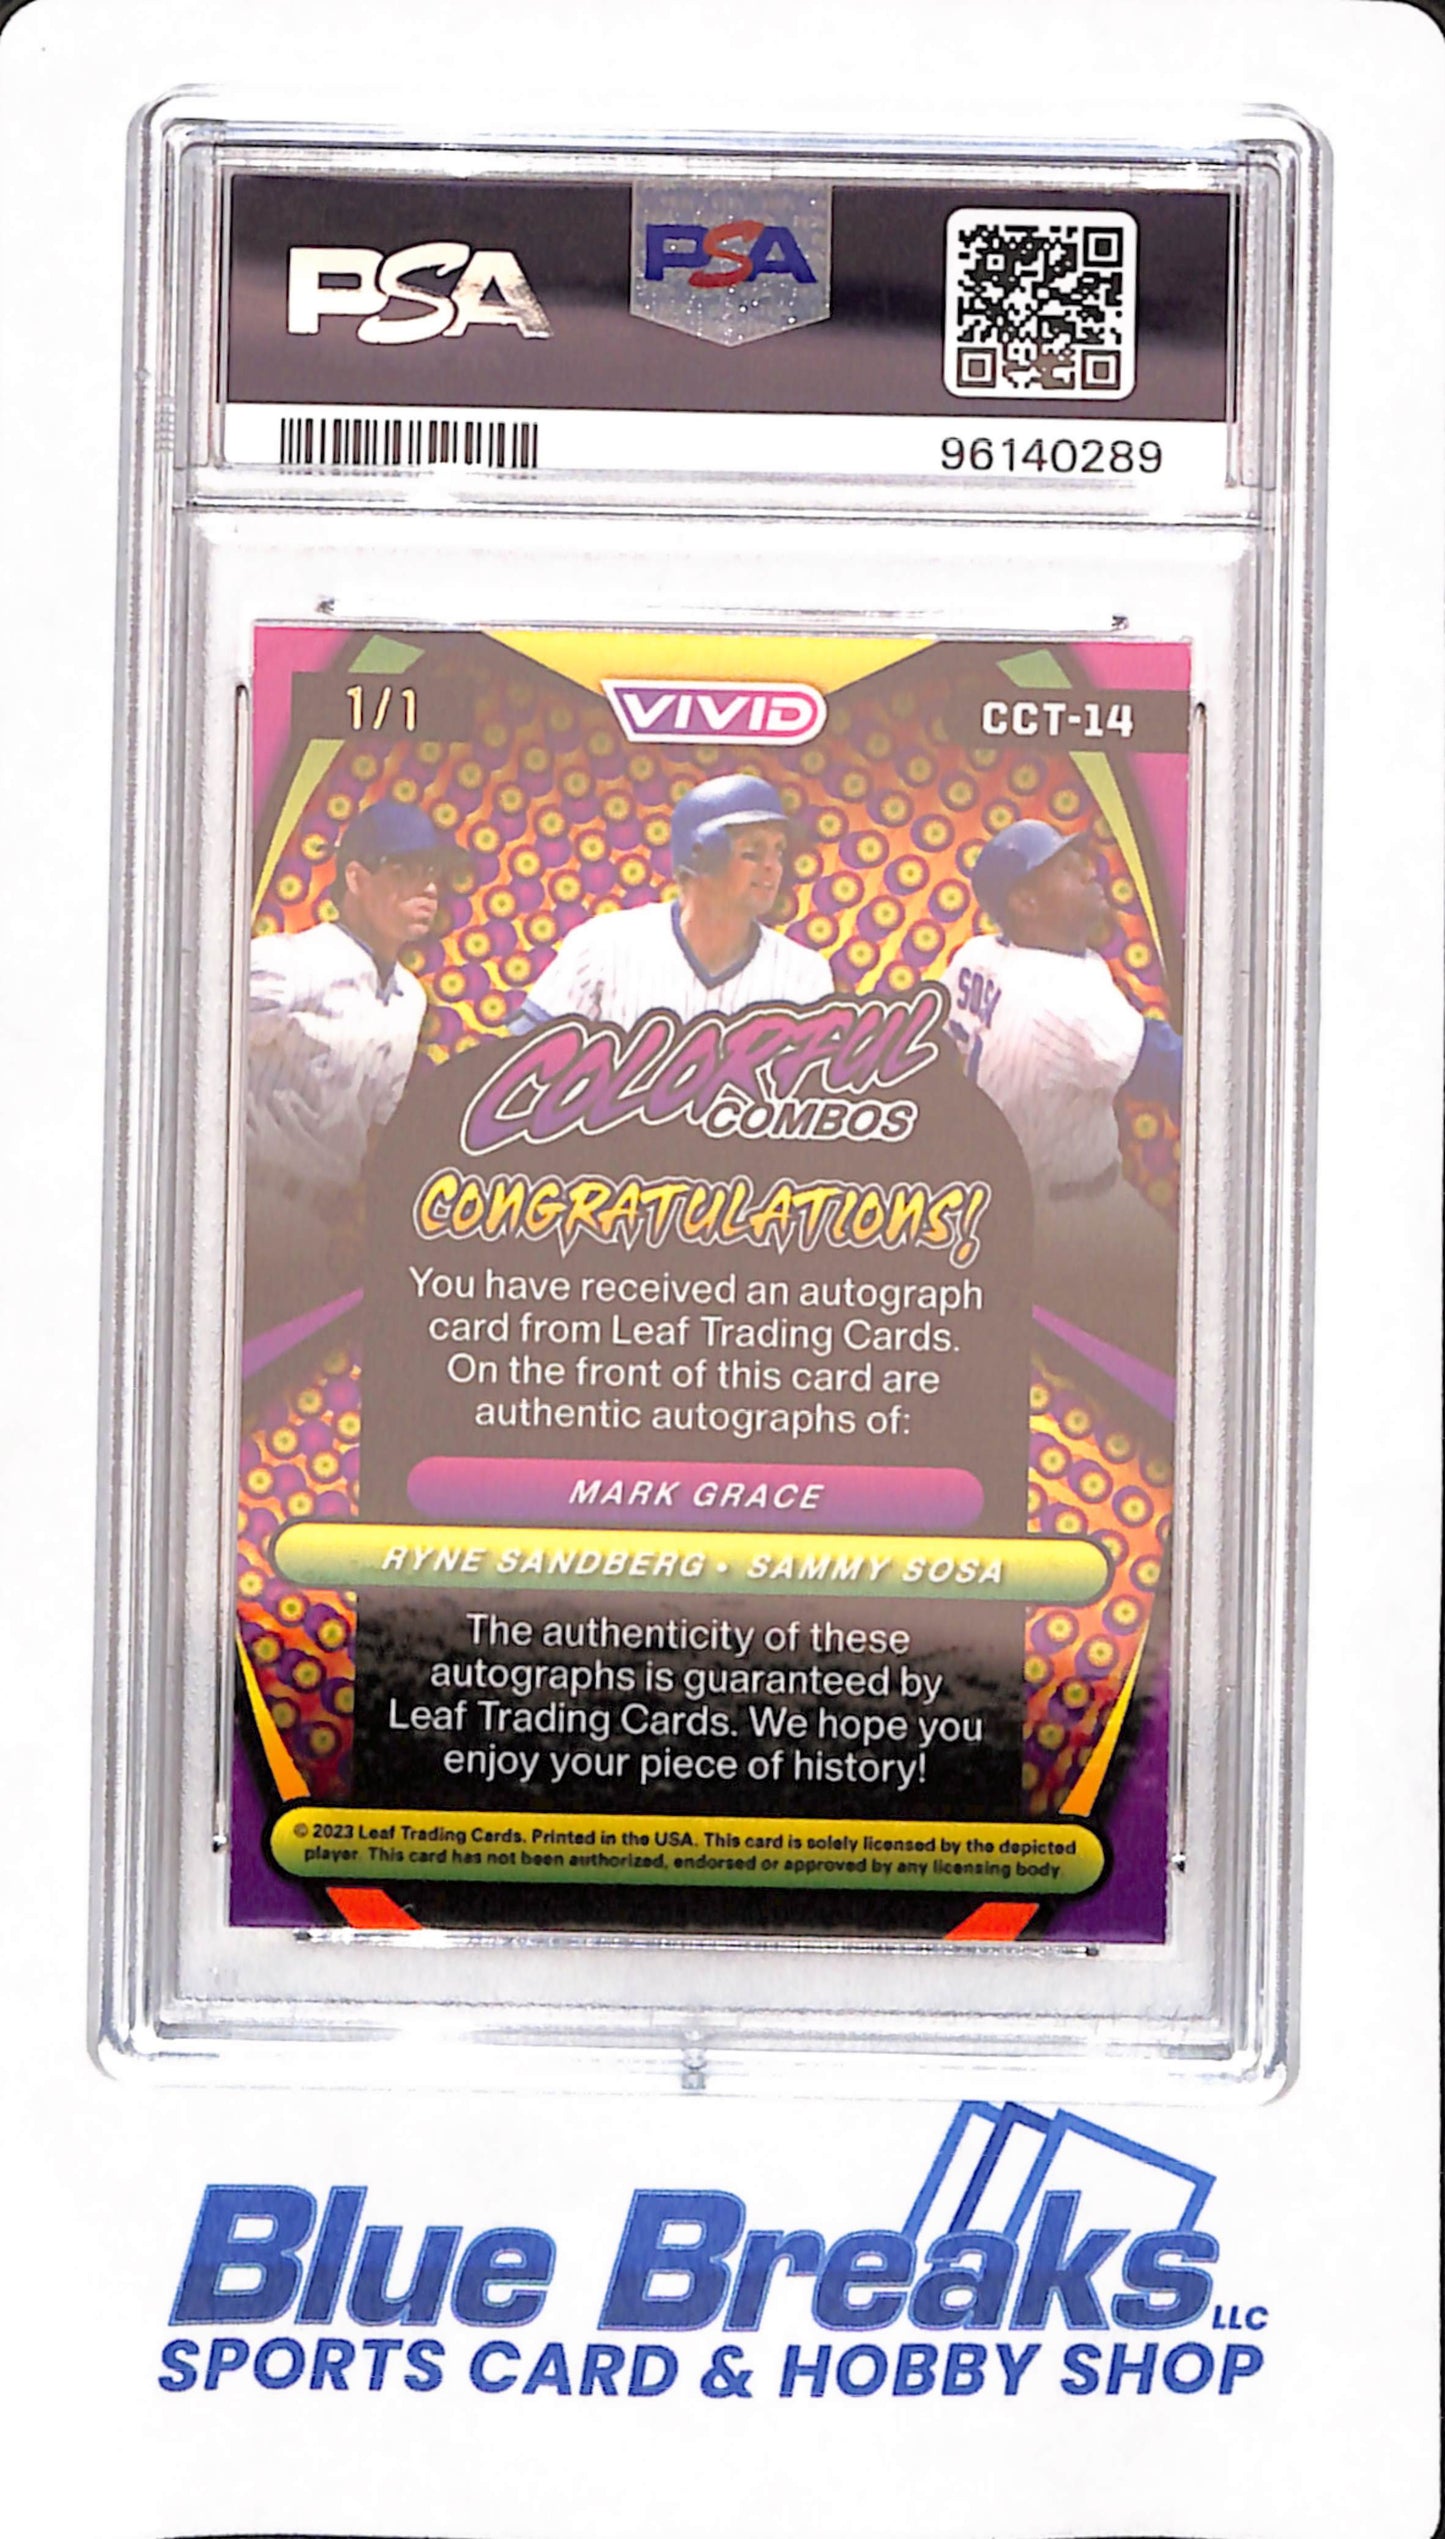 PSA
PSA
96140289
1/1
VIVID
CCT-14
SOSA
COLORFUL
COMBOS
CONGRATULATIONS!
You have received an autograph
card from Leaf Trading Cards.
On the front of this card are
authentic autographs of:
MARK GRACE
RYNE SANDBERG • SAMMY SOSA
The authenticity of these
autographs is guaranteed by
Leaf Trading Cards. We hope you
enjoy your piece of history!
© 2023 Leaf Trading Cards. Printed in the USA. This card is solely licensed by the depicted
player. This card has not been authorized, endorsed or approved by any licensing body
Blue Breaks LLC
SPORTS CARD & HOBBY SHOP